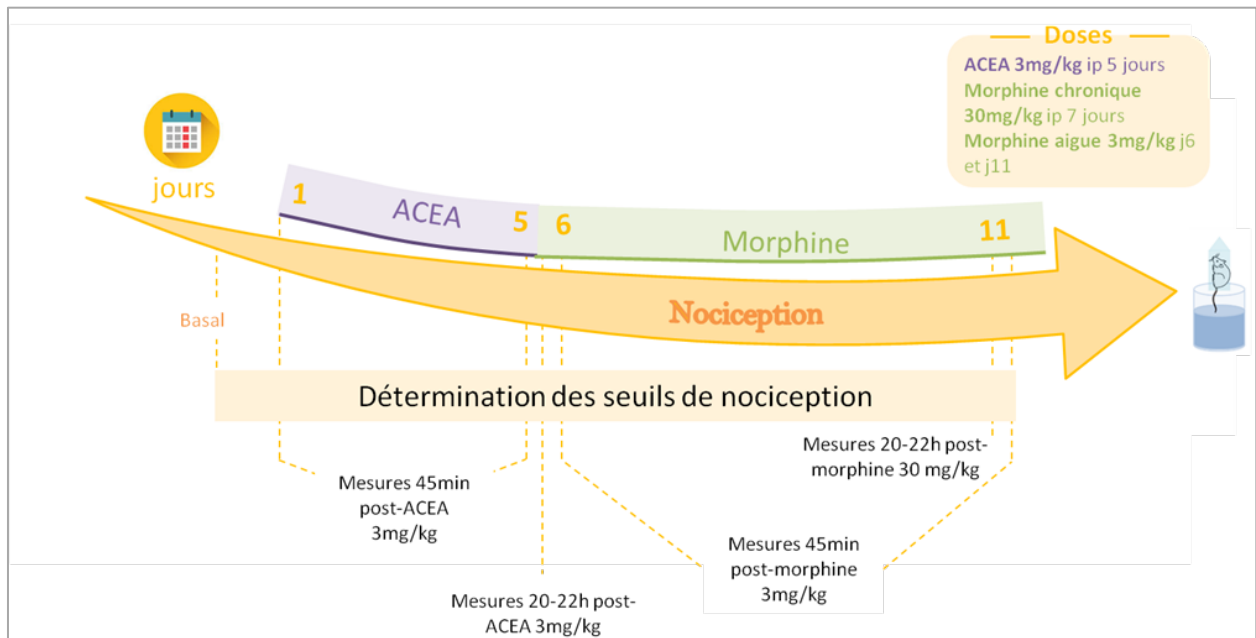 Doses
ACEA 3mg/kg ip 5 jours
Morphine chronique
30mg/kg ip 7 jours
Morphine aigue 3mg/kg j6
et j11
jours
1
ACEA
5
6
Morphine
11
Basal
Nociception
Détermination des seuils de nociception
Mesures 45min
post-ACEA
3mg/kg
Mesures 20-22h post-
morphine 30 mg/kg
Mesures 45min
post-morphine
3mg/kg
Mesures 20-22h post-
ACEA 3mg/kg